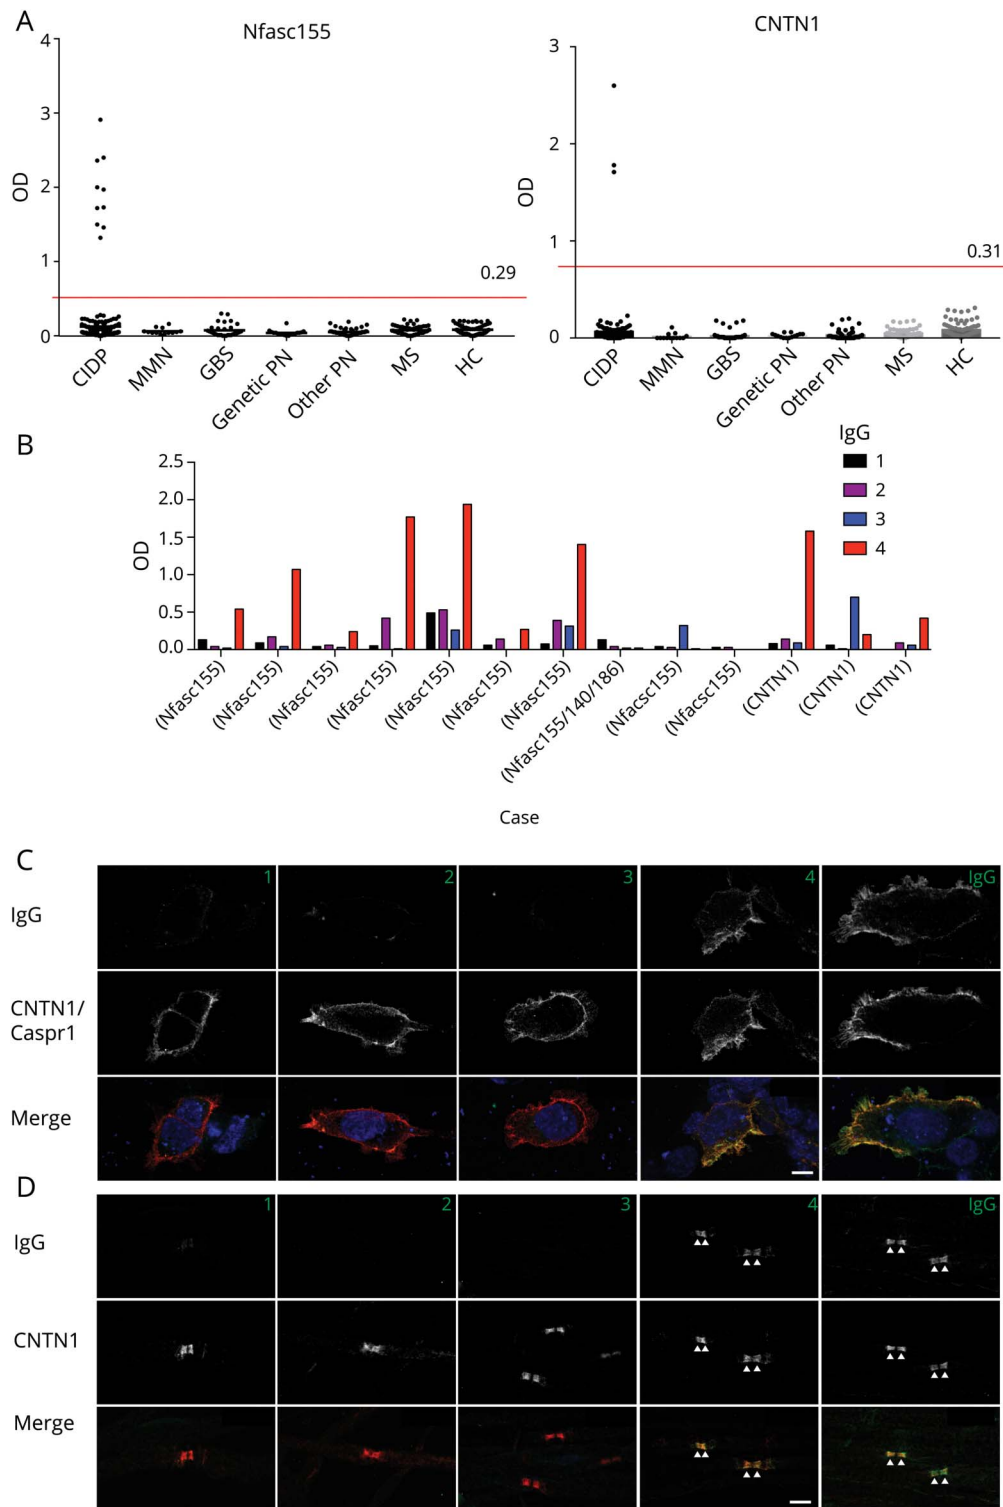 A
Nfasc155
CNTN1
4
3
2
1
0
OD
0.29
CIDP
MMN
GBS
Genetic PN
Other PN
MS
HC
3
2
1
0
OD
0.31
CIDP
MMN
GBS
Genetic PN
Other PN
MS
HC
B
IgG
1
2
3
4
2.5
2.0
1.5
1.0
0.5
0.0
OD
(Nfasc155)
(Nfasc155)
(Nfasc155)
(Nfasc155)
(Nfasc155)
(Nfasc155)
(Nfasc155)
(Nfasc155/140/186)
(Nfacsc155)
(Nfacsc155)
(CNTN1)
(CNTN1)
(CNTN1)
Case
C
1
2
3
4
IgG
IgG
CNTN1/
Caspr1
Merge
D
1
2
3
4
IgG
IgG
CNTN1
Merge